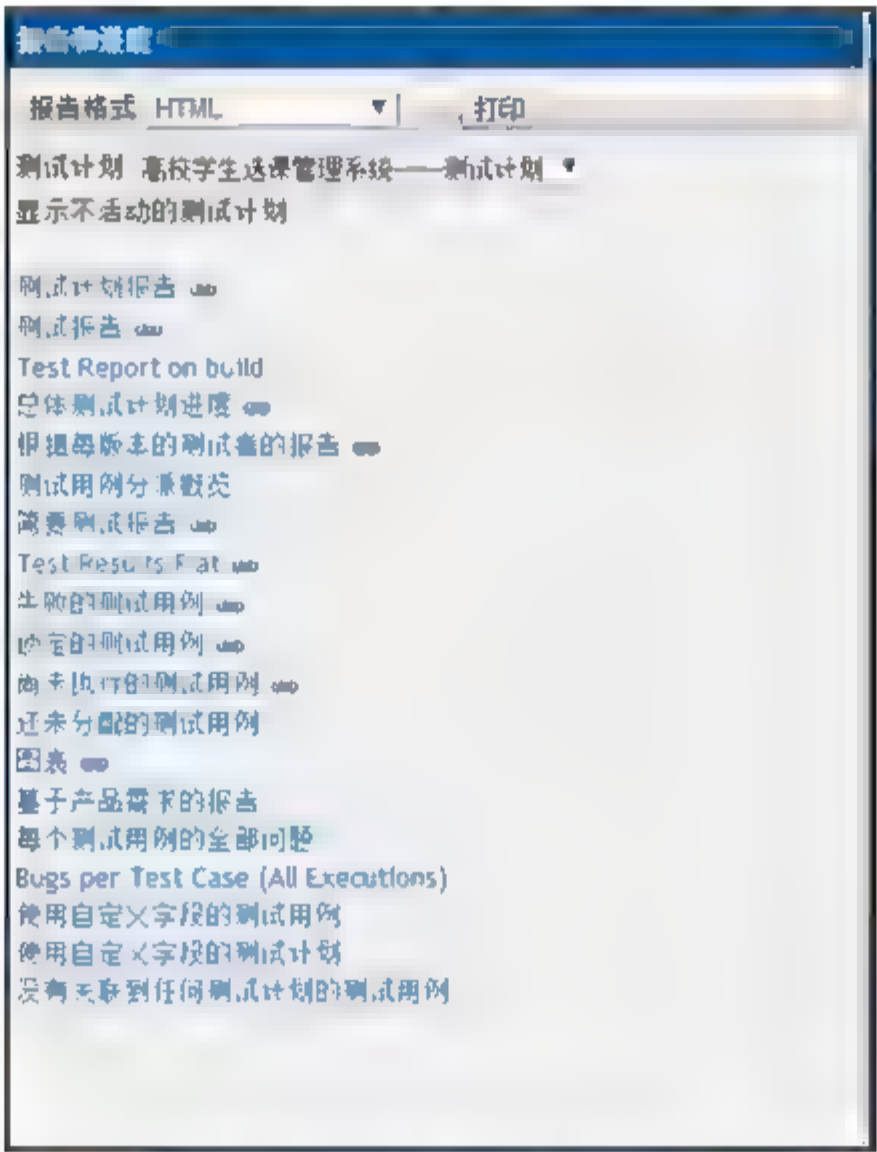 报告和进度
报告格式 HTML 打印
测试计划 高校学生选课管理系统——测试计划
显示不活动的测试计划
测试计划报告
测试报告
Test Report on build
总体测试计划进度
根据每版本的测试套的报告
测试用例分派概览
简要测试报告
Test Results Flat
失败的测试用例
锁定的测试用例
尚未执行的测试用例
还未分配的测试用例
图表
基于产品需求的报告
每个测试用例的全部问题
Bugs per Test Case (All Executions)
使用自定义字段的测试用例
使用自定义字段的测试计划
没有关联到任何测试计划的测试用例